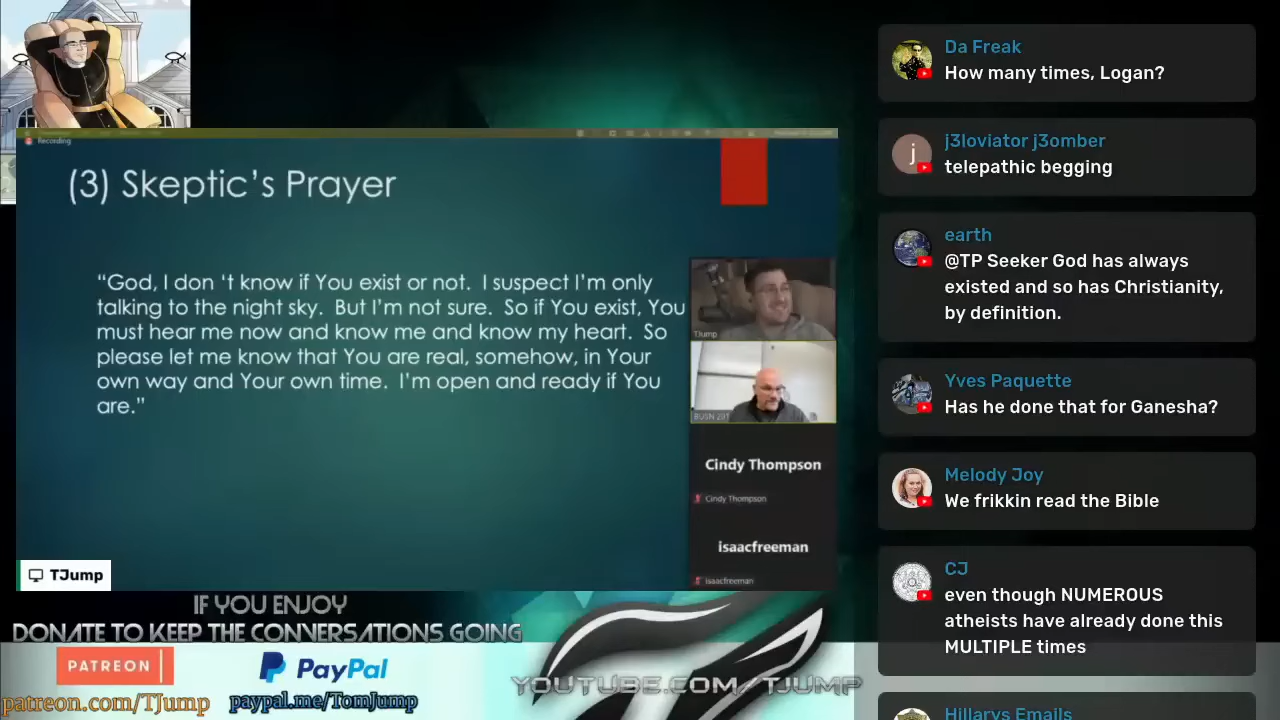 Recording
(3) Skeptic's Prayer
"God, I don 't know if You exist or not. I suspect I'm only
talking to the night sky. But I'm not sure. So if You exist, You
must hear me now and know me and know my heart. So
please let me know that You are real, somehow, in Your
own way and Your own time. I'm open and ready if You
are."
TJump
BUSN 291
Cindy Thompson
Cindy Thompson
isaacfreeman
isaacfreeman
TJump
IF YOU ENJOY
DONATE TO KEEP THE CONVERSATIONS GOING
PATREON
PayPal
patreon.com/TJump
paypal.me/TomJump
YOUTUBE.COM/TJUMP
Da Freak
How many times, Logan?
j3loviator j3omber
telepathic begging
earth
@TP Seeker God has always
existed and so has Christianity,
by definition.
Yves Paquette
Has he done that for Ganesha?
Melody Joy
We frikkin read the Bible
CJ
even though NUMEROUS
atheists have already done this
MULTIPLE times
Hillarys Emails